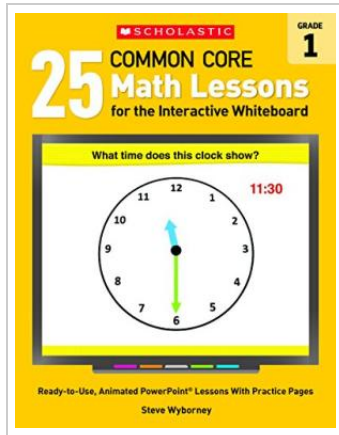 SCHOLASTIC
GRADE
1
25
COMMON CORE
Math Lessons
for the Interactive Whiteboard
What time does this clock show?
11:30
12
1
2
3
4
5
6
7
8
9
10
11
Ready-to-Use, Animated PowerPoint® Lessons With Practice Pages
Steve Wyborney